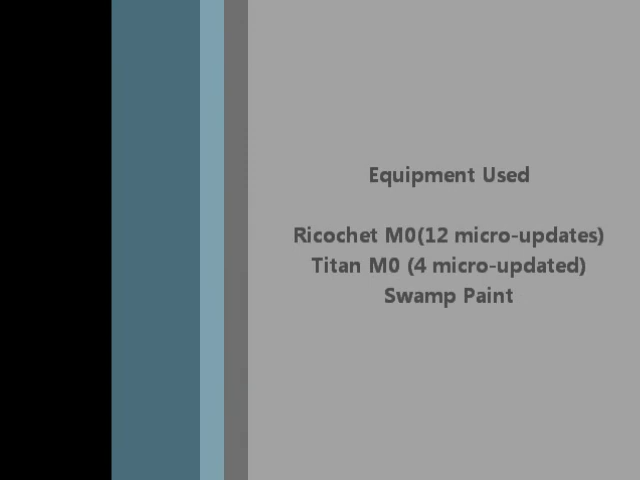 Equipment Used
Ricochet M0(12 micro-updates)
Titan M0 (4 micro-updated)
Swamp Paint